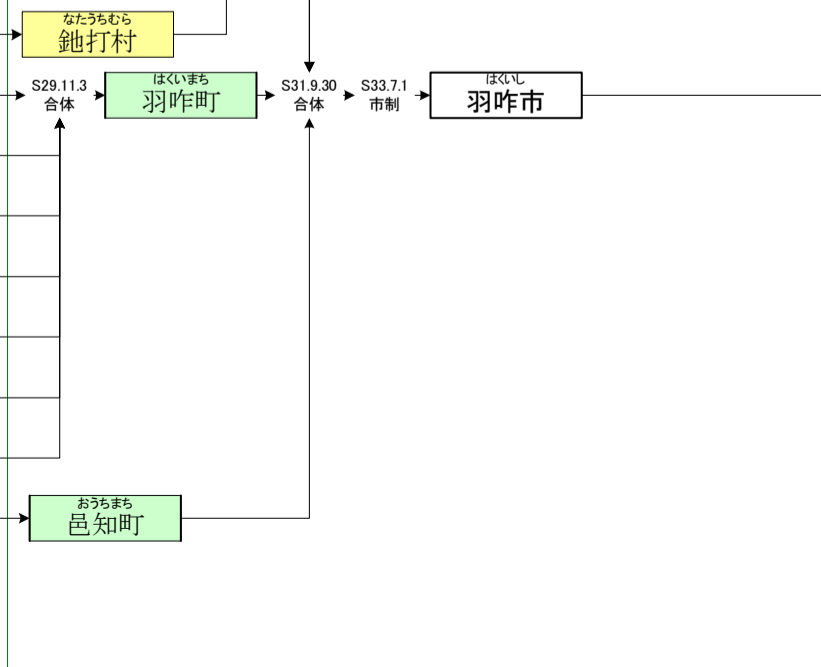 なたうちむら
鉇打村
S29.11.3
合体
はくいまち
羽咋町
S31.9.30
合体
S33.7.1
市制
はくいし
羽咋市
おうちまち
邑知町